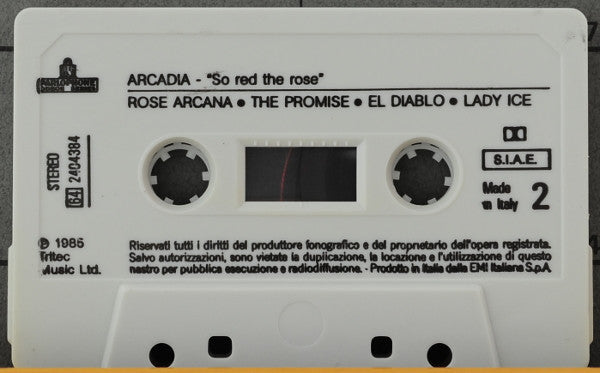 PARLOPHONE
ARCADIA - "So red the rose"
ROSE ARCANA • THE PROMISE • EL DIABLO • LADY ICE
STEREO
64 2404384
S.I.A.E.
Made in Italy
2
℗ 1985
Tritec
Music Ltd.
Riservati tutti i diritti del produttore fonografico e del proprietario dell'opera registrata.
Salvo autorizzazioni, sono vietate la duplicazione, la locazione e l'utilizzazione di questo
nastro per pubblica esecuzione e radiodiffusione. - Prodotto in Italia dalla EMI Italiana S.p.A.